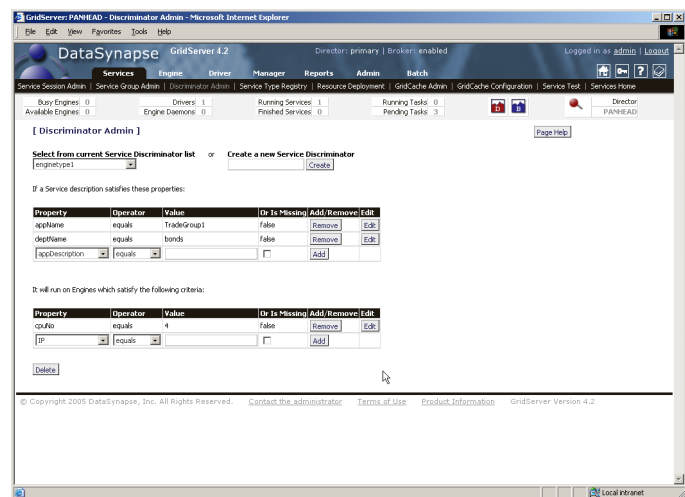 GridServer: PANHEAD - Discriminator Admin - Microsoft Internet Explorer
File Edit View Favorites Tools Help
DataSynapse GridServer 4.2 Director: primary | Broker: enabled Logged in as admin | Logout
Services Engine Driver Manager Reports Admin Batch
Service Session Admin | Service Group Admin | Discriminator Admin | Service Type Registry | Resource Deployment | GridCache Admin | GridCache Configuration | Service Test | Services Home
Busy Engines 0 Drivers 1 Running Services 1 Running Tasks 0 D B Director
Available Engines 0 Engine Daemons 0 Finished Services 0 Pending Tasks 3 PANHEAD
[ Discriminator Admin ] Page Help
Select from current Service Discriminator list or Create a new Service Discriminator
enginetype1 Create
If a Service description satisfies these properties:
Property Operator Value Or Is Missing Add/Remove Edit
appName equals TradeGroup1 false Remove Edit
deptName equals bonds false Remove Edit
appDescription equals Add
It will run on Engines which satisfy the following criteria:
Property Operator Value Or Is Missing Add/Remove Edit
cpuNo equals 4 false Remove Edit
IP equals Add
Delete
© Copyright 2005 DataSynapse, Inc. All Rights Reserved. Contact the administrator Terms of Use Product Information GridServer Version 4.2
Local intranet